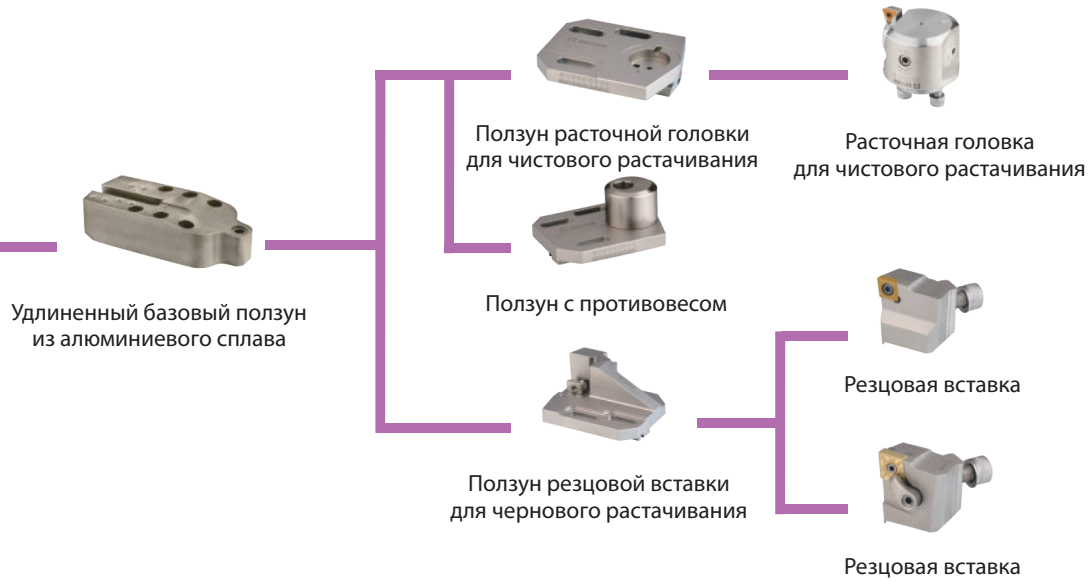 Ползун расточной головки
для чистового растачивания
Расточная головка
для чистового растачивания
Удлиненный базовый ползун
из алюминиевого сплава
Ползун с противовесом
Резцовая вставка
Ползун резцовой вставки
для чернового растачивания
Резцовая вставка